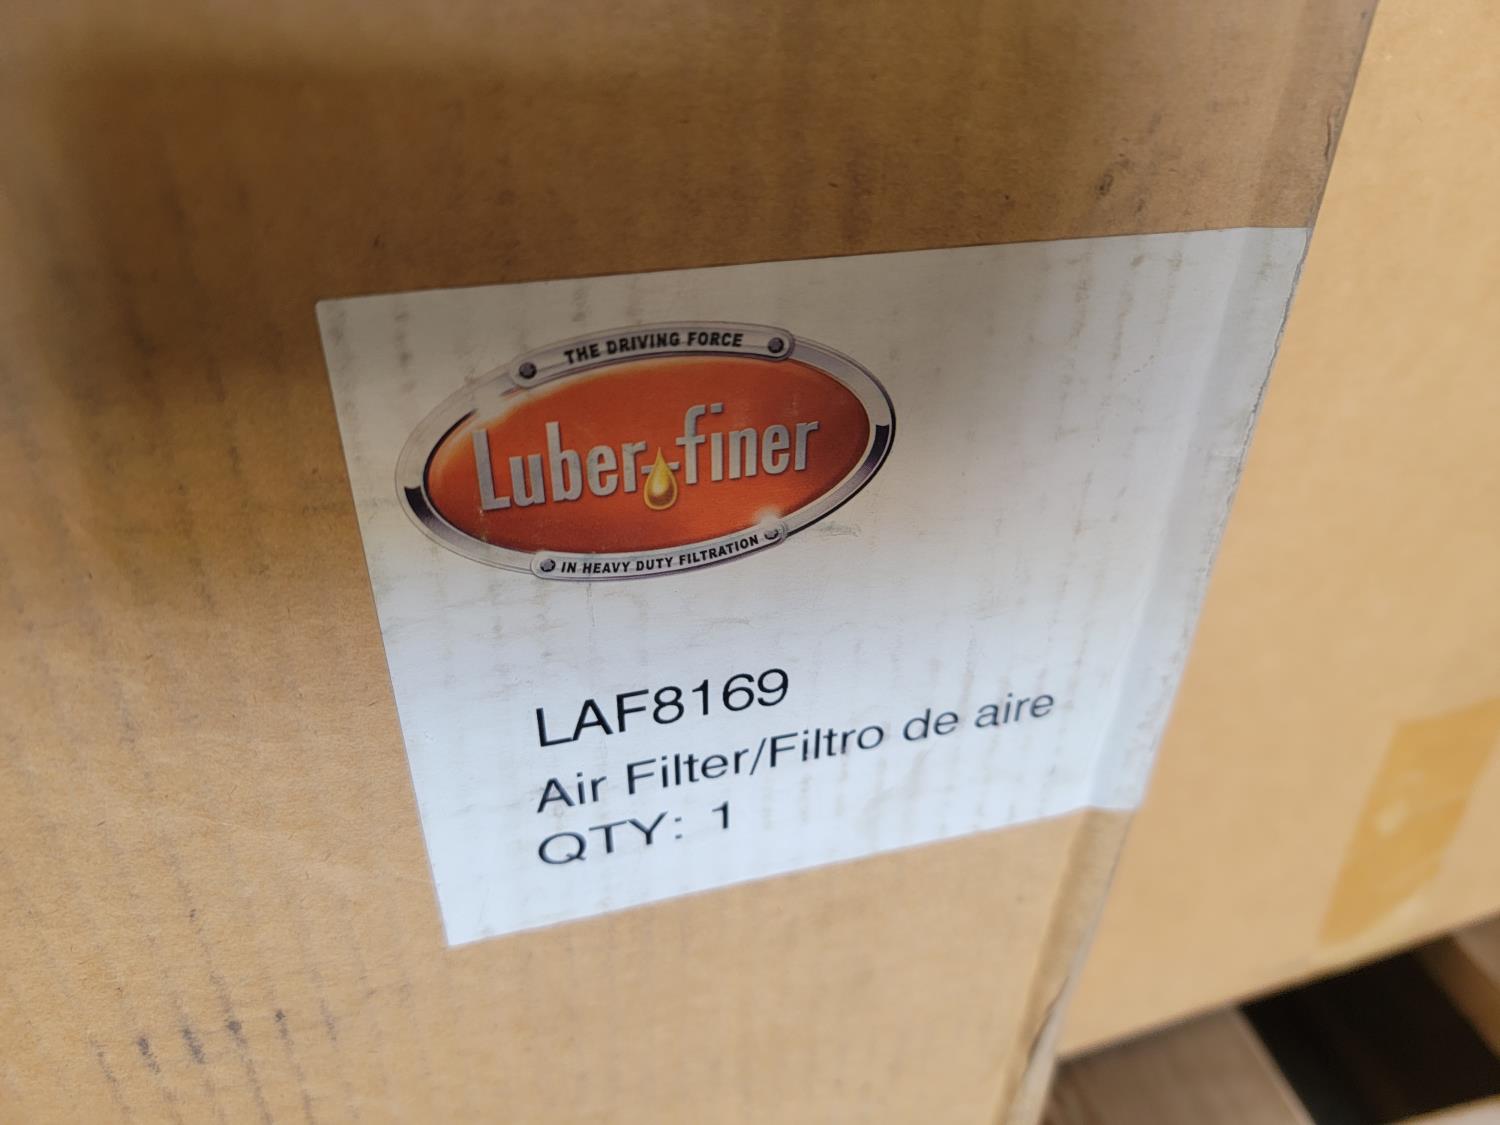 THE DRIVING FORCE
Luber-finer
IN HEAVY DUTY FILTRATION
LAF8169
Air Filter/Filtro de aire
QTY: 1